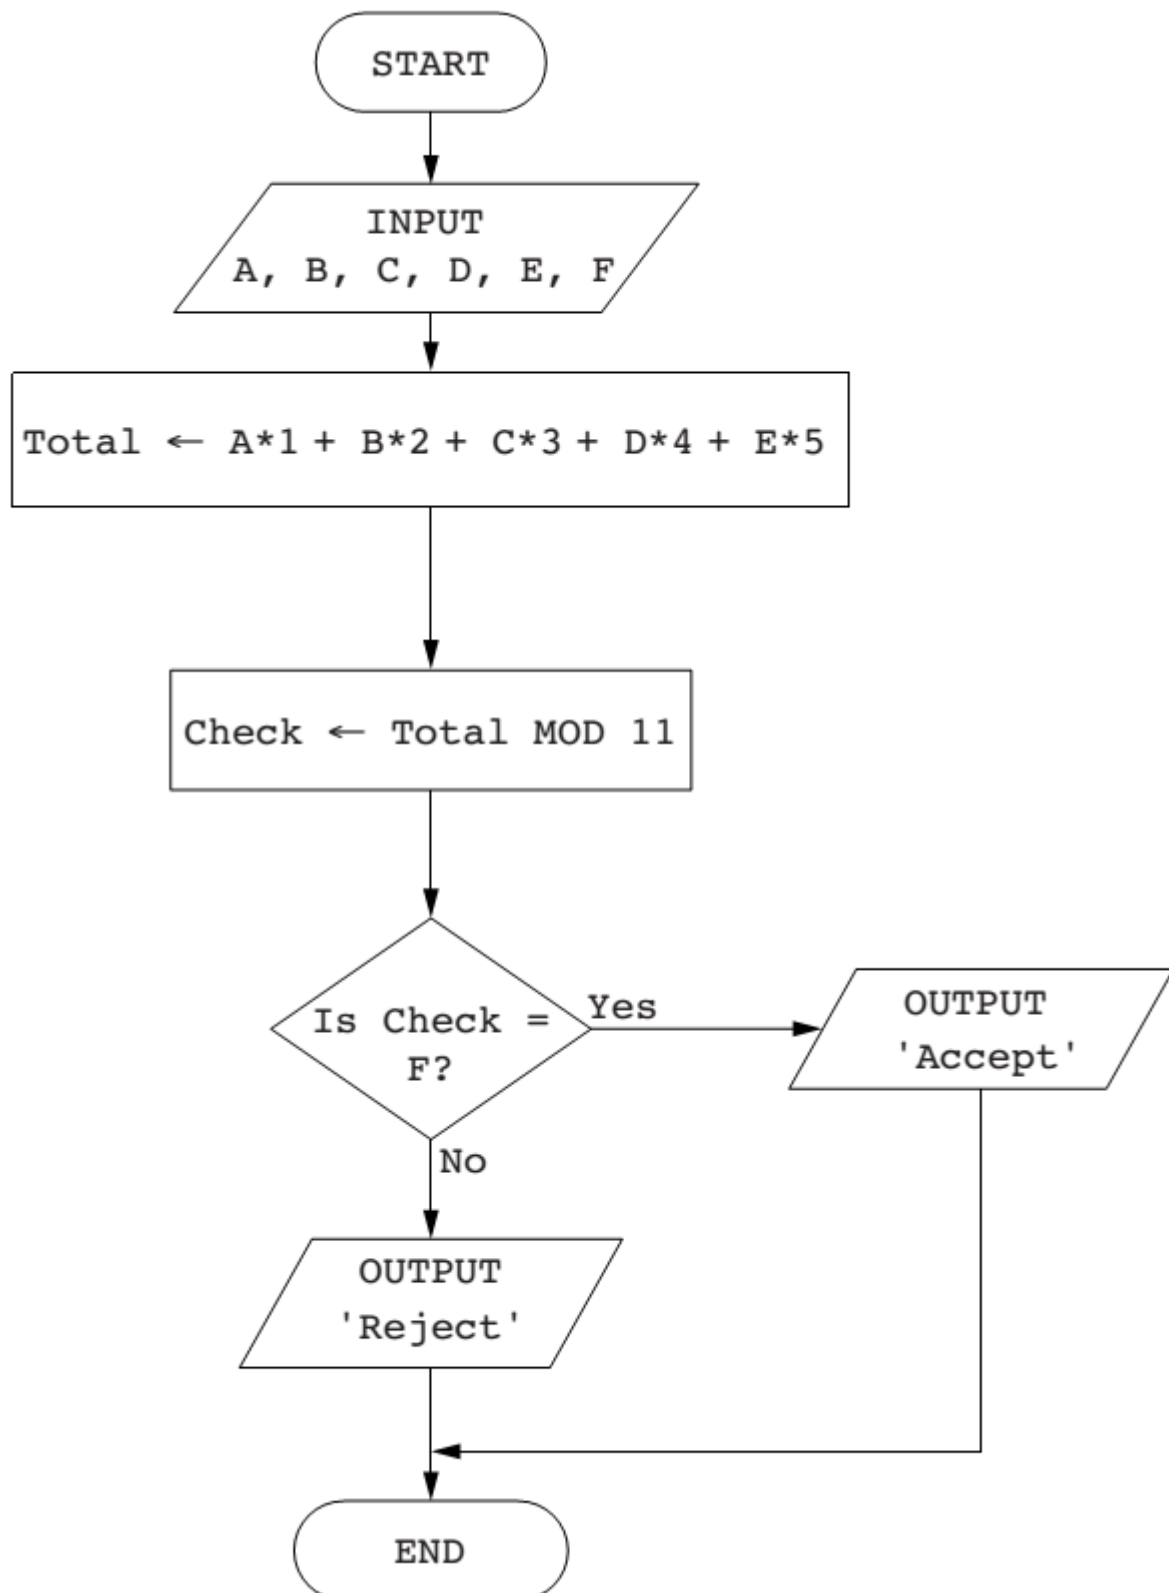 START
INPUT
A, B, C, D, E, F
Total ← A*1 + B*2 + C*3 + D*4 + E*5
Check ← Total MOD 11
Is Check =
F?
Yes
OUTPUT
'Accept'
No
OUTPUT
'Reject'
END